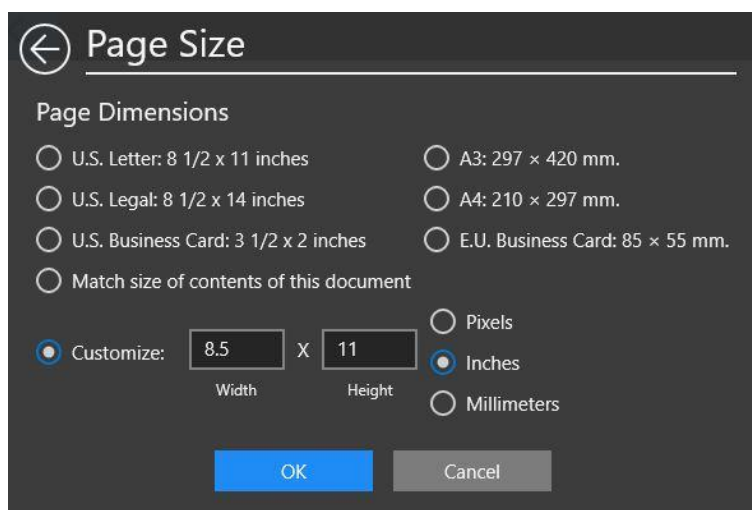 Page Size
Page Dimensions
U.S. Letter: 8 1/2 x 11 inches
A3: 297 × 420 mm.
U.S. Legal: 8 1/2 x 14 inches
A4: 210 × 297 mm.
U.S. Business Card: 3 1/2 x 2 inches
E.U. Business Card: 85 × 55 mm.
Match size of contents of this document
Pixels
Customize: 8.5 X 11
Inches
Width Height
Millimeters
OK Cancel